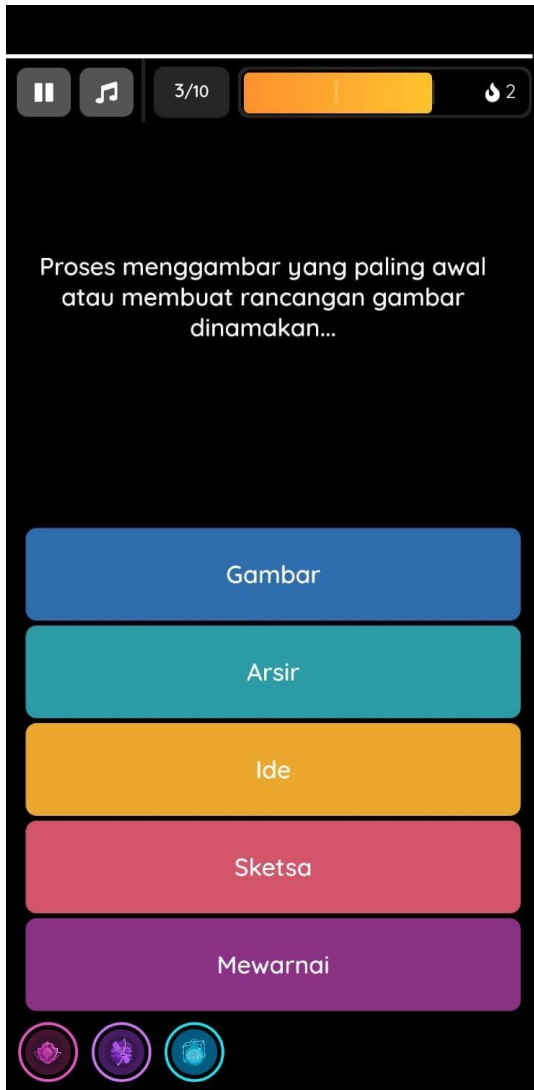 3/10
2
Proses menggambar yang paling awal
atau membuat rancangan gambar
dinamakan...
Gambar
Arsir
Ide
Sketsa
Mewarnai